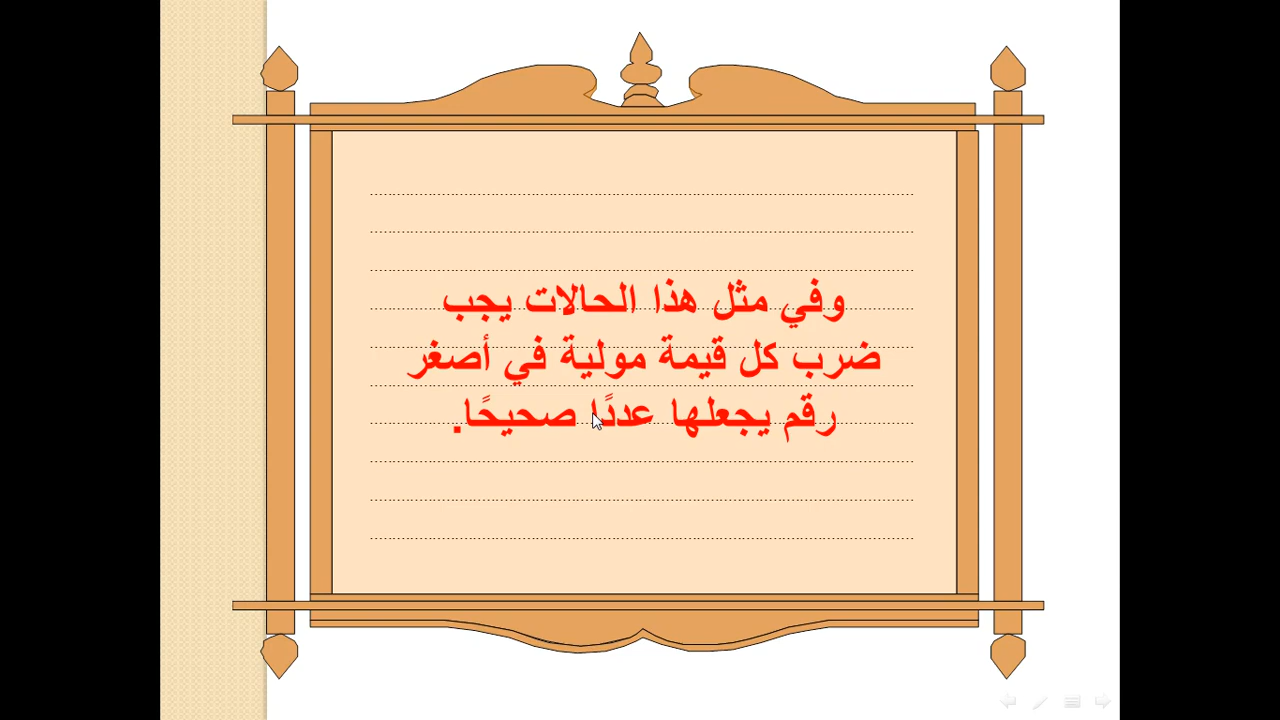 وفي مثل هذا الحالات يجب
ضرب كل قيمة مولية في أصغر
رقم يجعلها عددًا صحيحًا.